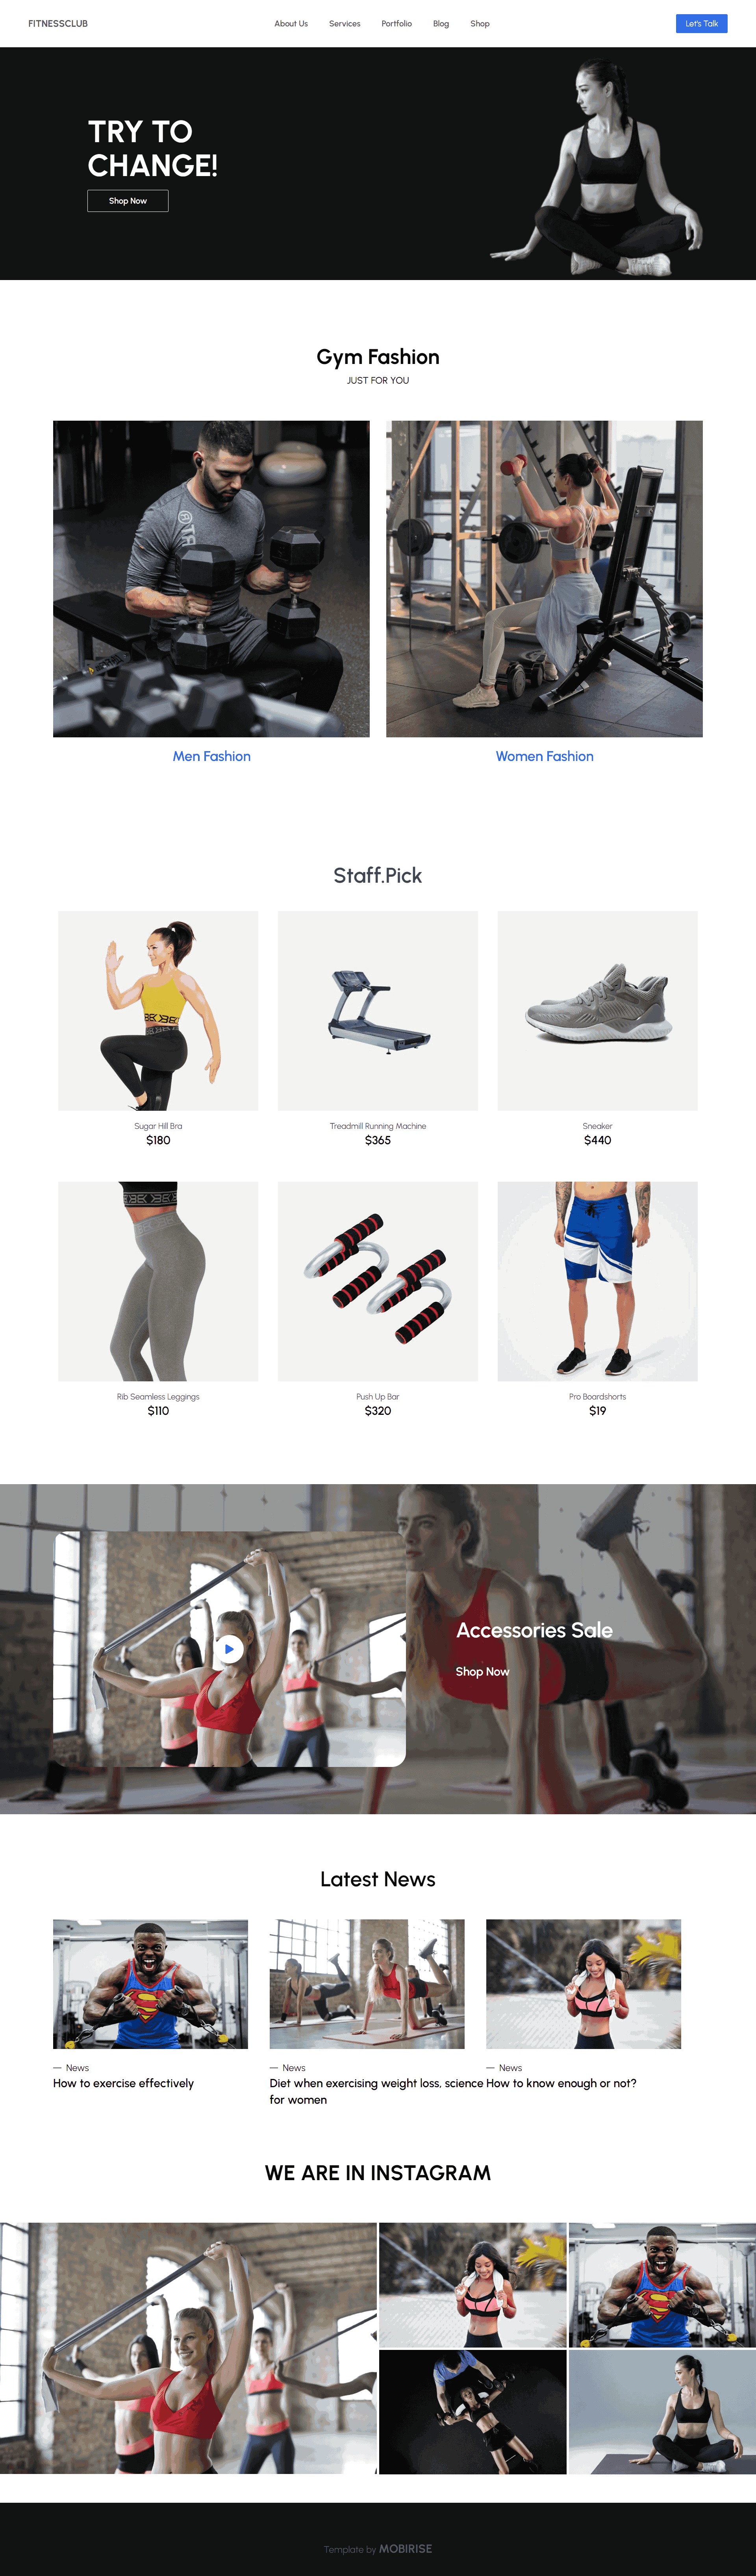 FITNESSCLUB
About Us
Services
Portfolio
Blog
Shop
Let's Talk
TRY TO
CHANGE!
Shop Now
Gym Fashion
JUST FOR YOU
Men Fashion
Women Fashion
Staff.Pick
Sugar Hill Bra
$180
Treadmill Running Machine
$365
Sneaker
$440
Rib Seamless Leggings
$110
Push Up Bar
$320
Pro Boardshorts
$19
Accessories Sale
Shop Now
Latest News
— News
How to exercise effectively
— News
Diet when exercising weight loss, science
for women
— News
How to know enough or not?
WE ARE IN INSTAGRAM
Template by MOBIRISE